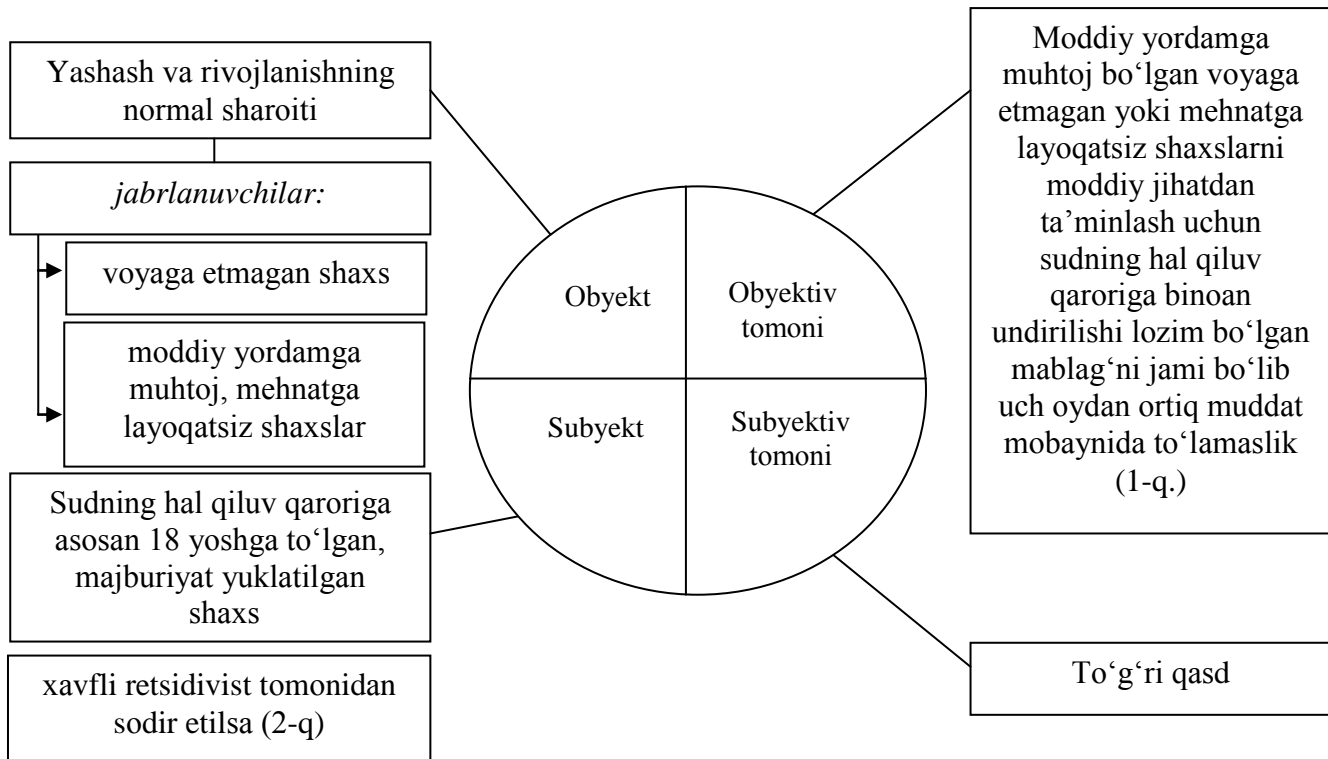 Yashash va rivojlanishning
normal sharoiti
jabrlanuvchilar:
voyaga etmagan shaxs
moddiy yordamga
muhtoj, mehnatga
layoqatsiz shaxslar
Sudning hal qiluv qaroriga
asosan 18 yoshga to‘lgan,
majburiyat yuklatilgan
shaxs
xavfli retsidivist tomonidan
sodir etilsa (2-q)
Obyekt
Obyektiv
tomoni
Subyekt
Subyektiv
tomoni
Moddiy yordamga
muhtoj bo‘lgan voyaga
etmagan yoki mehnatga
layoqatsiz shaxslarni
moddiy jihatdan
ta’minlash uchun
sudning hal qiluv
qaroriga binoan
undirilishi lozim bo‘lgan
mablag‘ni jami bo‘lib
uch oydan ortiq muddat
mobaynida to‘lamaslik
(1-q.)
To‘g‘ri qasd